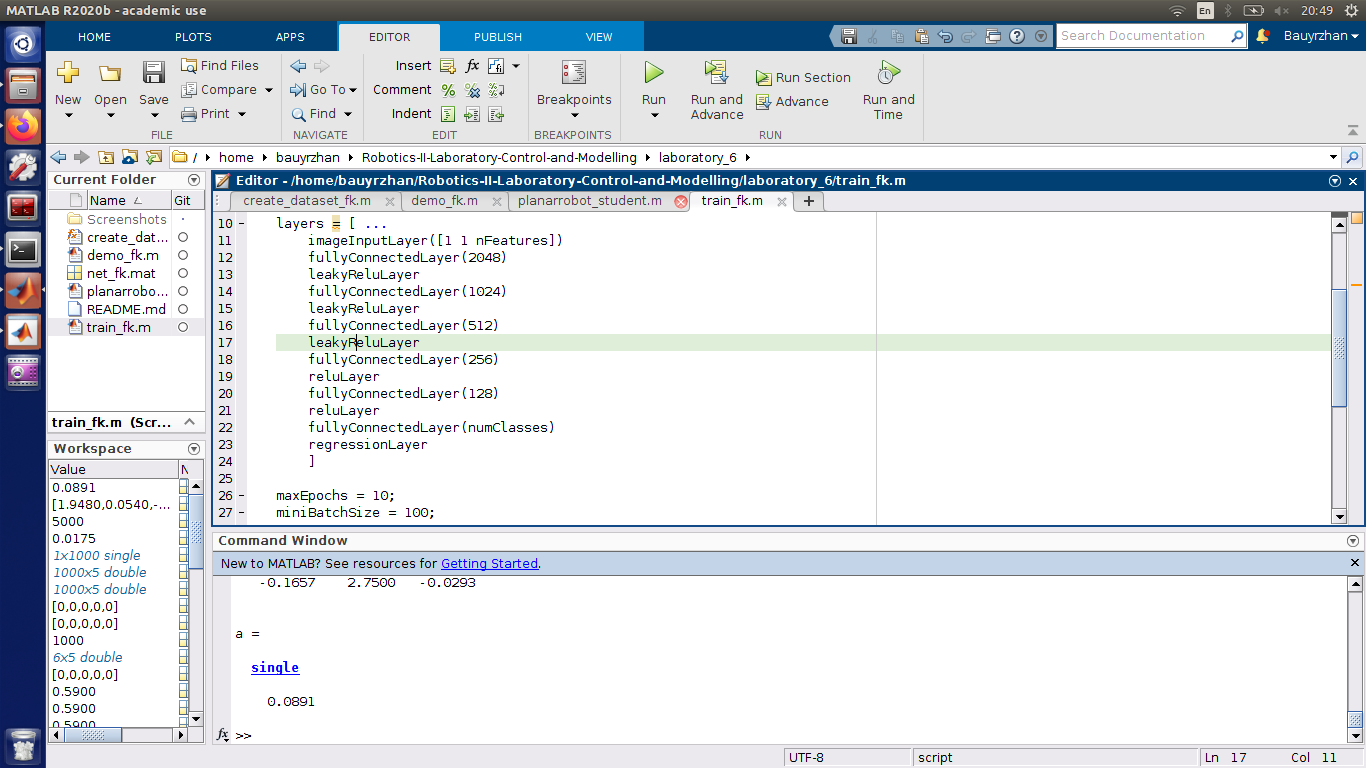 MATLAB R2020b - academic use
En
20:49
HOME
PLOTS
APPS
EDITOR
PUBLISH
VIEW
Search Documentation
Bauyrzhan
New
Open
Save
Find Files
Compare
Print
FILE
Go To
Find
NAVIGATE
Insert
fx
Comment
Indent
EDIT
Breakpoints
BREAKPOINTS
Run
Run and Advance
Run Section
Advance
Run and Time
RUN
/ home bauyrzhan Robotics-II-Laboratory-Control-and-Modelling laboratory_6
Current Folder
Name Git
Screenshots
create_dat...
demo_fk.m
net_fk.mat
planarrobo...
README.md
train_fk.m
train_fk.m (Scr...
Workspace
Value N
0.0891
[1.9480,0.0540,-...
5000
0.0175
1x1000 single
1000x5 double
1000x5 double
[0,0,0,0,0]
[0,0,0,0,0]
1000
6x5 double
[0,0,0,0,0]
0.5900
0.5900
0.5900
Editor - /home/bauyrzhan/Robotics-II-Laboratory-Control-and-Modelling/laboratory_6/train_fk.m
create_dataset_fk.m
demo_fk.m
planarrobot_student.m
train_fk.m
10 - layers = [ ...
11 imageInputLayer([1 1 nFeatures])
12 fullyConnectedLayer(2048)
13 leakyReluLayer
14 fullyConnectedLayer(1024)
15 leakyReluLayer
16 fullyConnectedLayer(512)
17 leakyReluLayer
18 fullyConnectedLayer(256)
19 reluLayer
20 fullyConnectedLayer(128)
21 reluLayer
22 fullyConnectedLayer(numClasses)
23 regressionLayer
24 ]
25
26 - maxEpochs = 10;
27 - miniBatchSize = 100;
Command Window
New to MATLAB? See resources for Getting Started.
-0.1657 2.7500 -0.0293
a =
single
0.0891
fx >>
UTF-8
script
Ln 17 Col 11